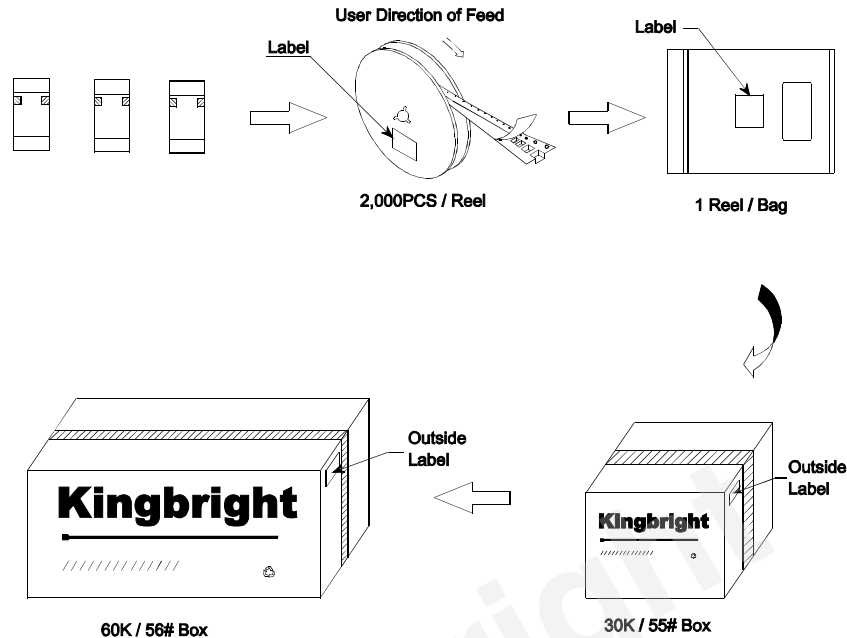 User Direction of Feed
Label
Label
2,000PCS / Reel
1 Reel / Bag
Outside
Label
Outside
Label
Kingbright
Kingbright
60K / 56# Box
30K / 55# Box